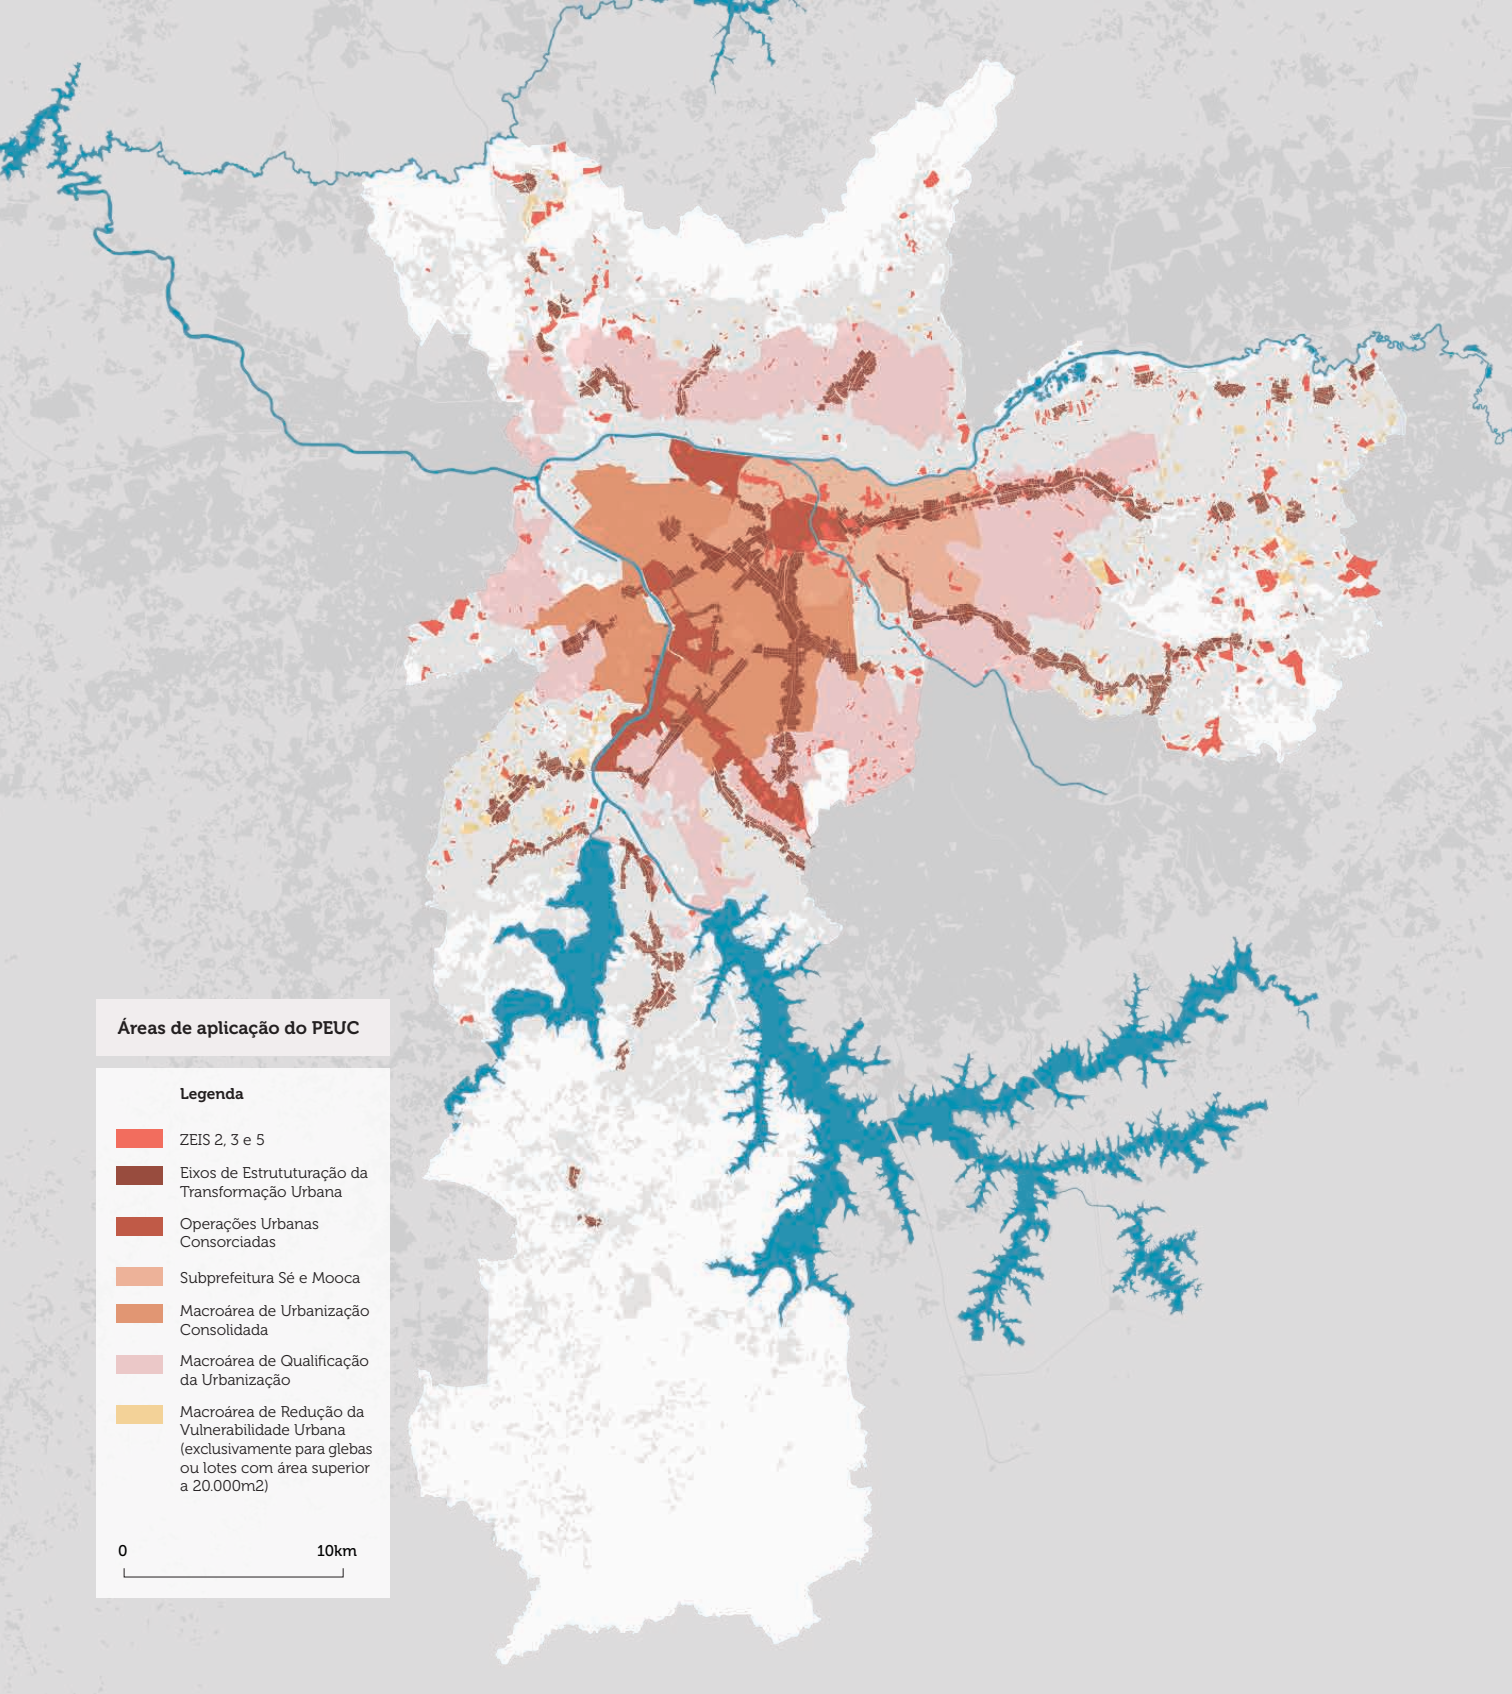 Áreas de aplicação do PEUC
Legenda
ZEIS 2, 3 e 5
Eixos de Estrututuração da
Transformação Urbana
Operações Urbanas
Consorciadas
Subprefeitura Sé e Mooca
Macroárea de Urbanização
Consolidada
Macroárea de Qualificação
da Urbanização
Macroárea de Redução da
Vulnerabilidade Urbana
(exclusivamente para glebas
ou lotes com área superior
a 20.000m2)
0 10km